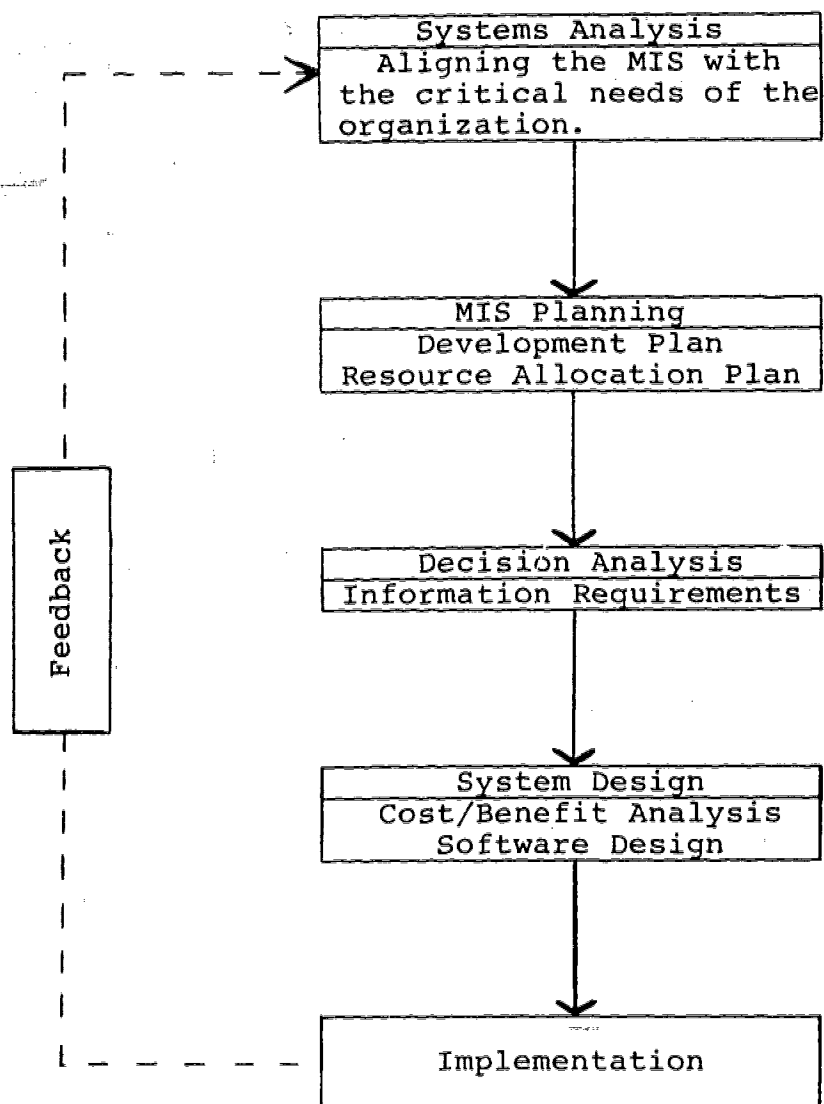 Systems Analysis
Aligning the MIS with
the critical needs of the
organization.
MIS Planning
Development Plan
Resource Allocation Plan
Feedback
Decision Analysis
Information Requirements
System Design
Cost/Benefit Analysis
Software Design
Implementation